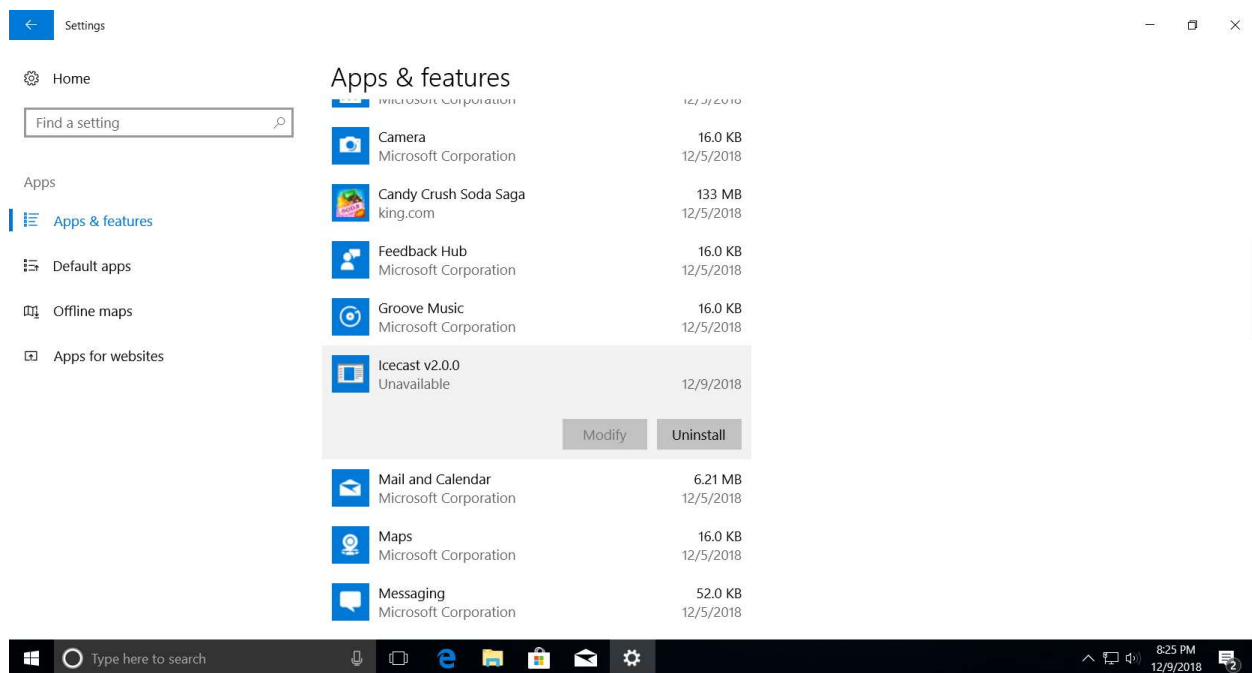 Settings
Home
Find a setting
Apps
Apps & features
Default apps
Offline maps
Apps for websites
Apps & features
Microsoft Corporation 12/5/2018
Camera 16.0 KB
Microsoft Corporation 12/5/2018
Candy Crush Soda Saga 133 MB
king.com 12/5/2018
Feedback Hub 16.0 KB
Microsoft Corporation 12/5/2018
Groove Music 16.0 KB
Microsoft Corporation 12/5/2018
Icecast v2.0.0
Unavailable 12/9/2018
Modify Uninstall
Mail and Calendar 6.21 MB
Microsoft Corporation 12/5/2018
Maps 16.0 KB
Microsoft Corporation 12/5/2018
Messaging 52.0 KB
Microsoft Corporation 12/5/2018
Type here to search
8:25 PM
12/9/2018
2